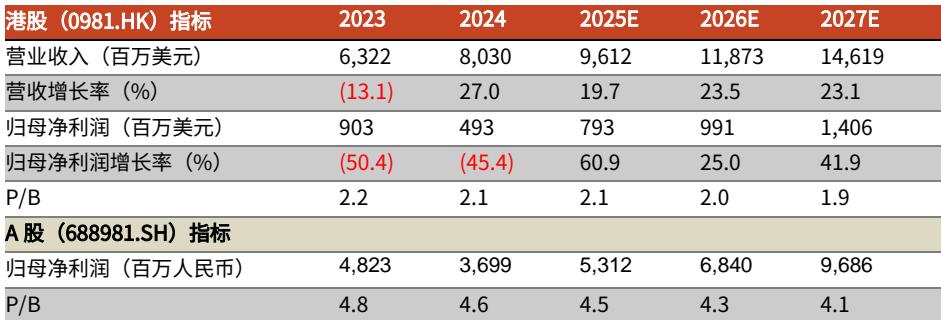 港股（0981.HK）指标 2023 2024 2025E 2026E 2027E
营业收入（百万美元） 6,322 8,030 9,612 11,873 14,619
营收增长率（%） (13.1) 27.0 19.7 23.5 23.1
归母净利润（百万美元） 903 493 793 991 1,406
归母净利润增长率（%） (50.4) (45.4) 60.9 25.0 41.9
P/B 2.2 2.1 2.1 2.0 1.9
A 股（688981.SH）指标
归母净利润（百万人民币） 4,823 3,699 5,312 6,840 9,686
P/B 4.8 4.6 4.5 4.3 4.1